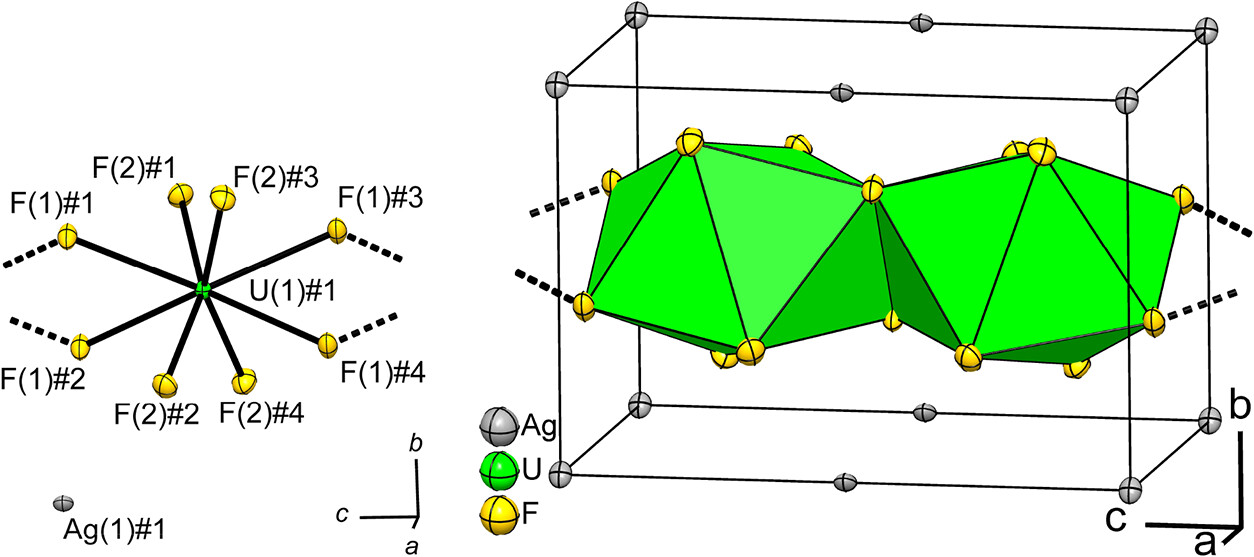 F(2)#1
F(2)#3
F(1)#1
F(1)#3
U(1)#1
F(1)#2
F(1)#4
F(2)#2
F(2)#4
Ag(1)#1
b
c
a
Ag
U
F
b
c
a